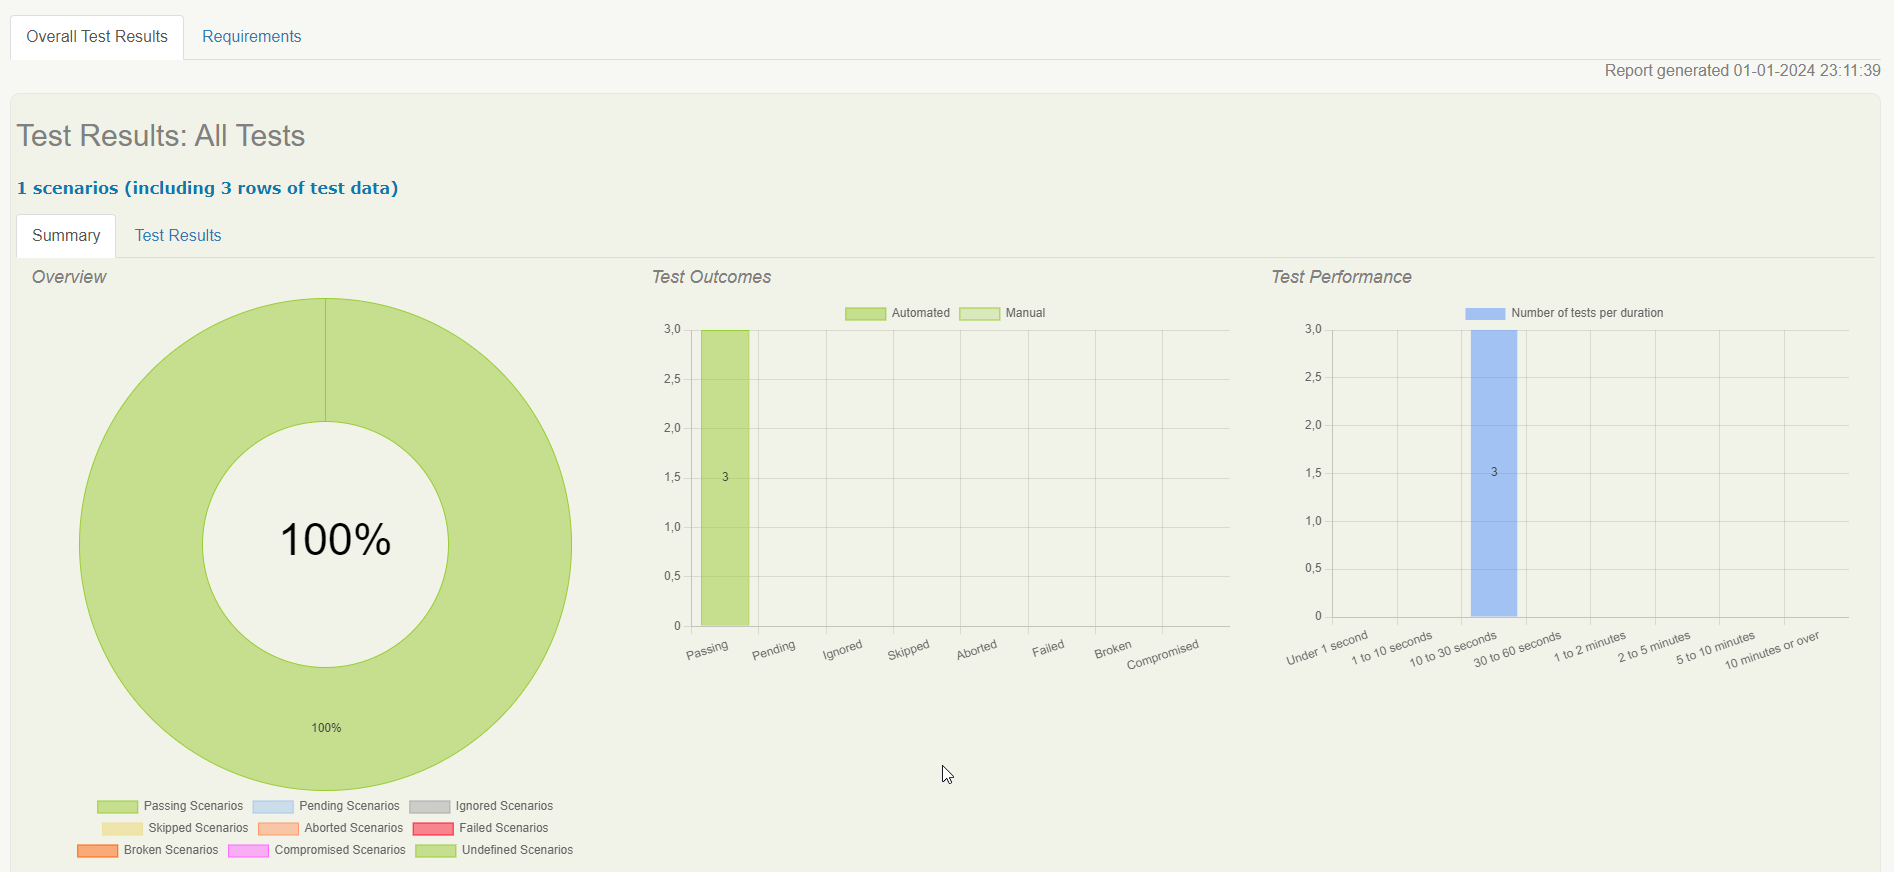 Overall Test Results Requirements
Report generated 01-01-2024 23:11:39
Test Results: All Tests
1 scenarios (including 3 rows of test data)
Summary Test Results
Overview
100%
100%
Passing Scenarios Pending Scenarios Ignored Scenarios
Skipped Scenarios Aborted Scenarios Failed Scenarios
Broken Scenarios Compromised Scenarios Undefined Scenarios
Test Outcomes
Automated Manual
3,0
2,5
2,0
1,5
1,0
0,5
0
3
Passing Pending Ignored Skipped Aborted Failed Broken Compromised
Test Performance
Number of tests per duration
3,0
2,5
2,0
1,5
1,0
0,5
0
3
Under 1 second 1 to 10 seconds 10 to 30 seconds 30 to 60 seconds 1 to 2 minutes 2 to 5 minutes 5 to 10 minutes 10 minutes or over